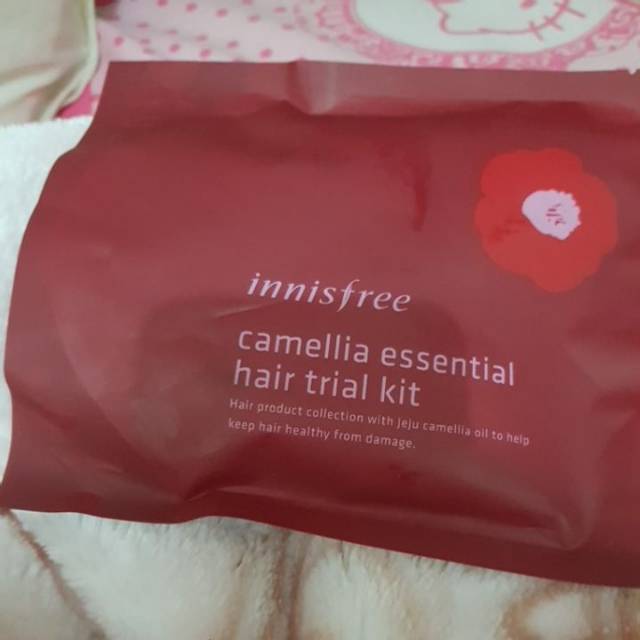 innisfree
camellia essential
hair trial kit
Hair product collection with Jeju camellia oil to help
keep hair healthy from damage.